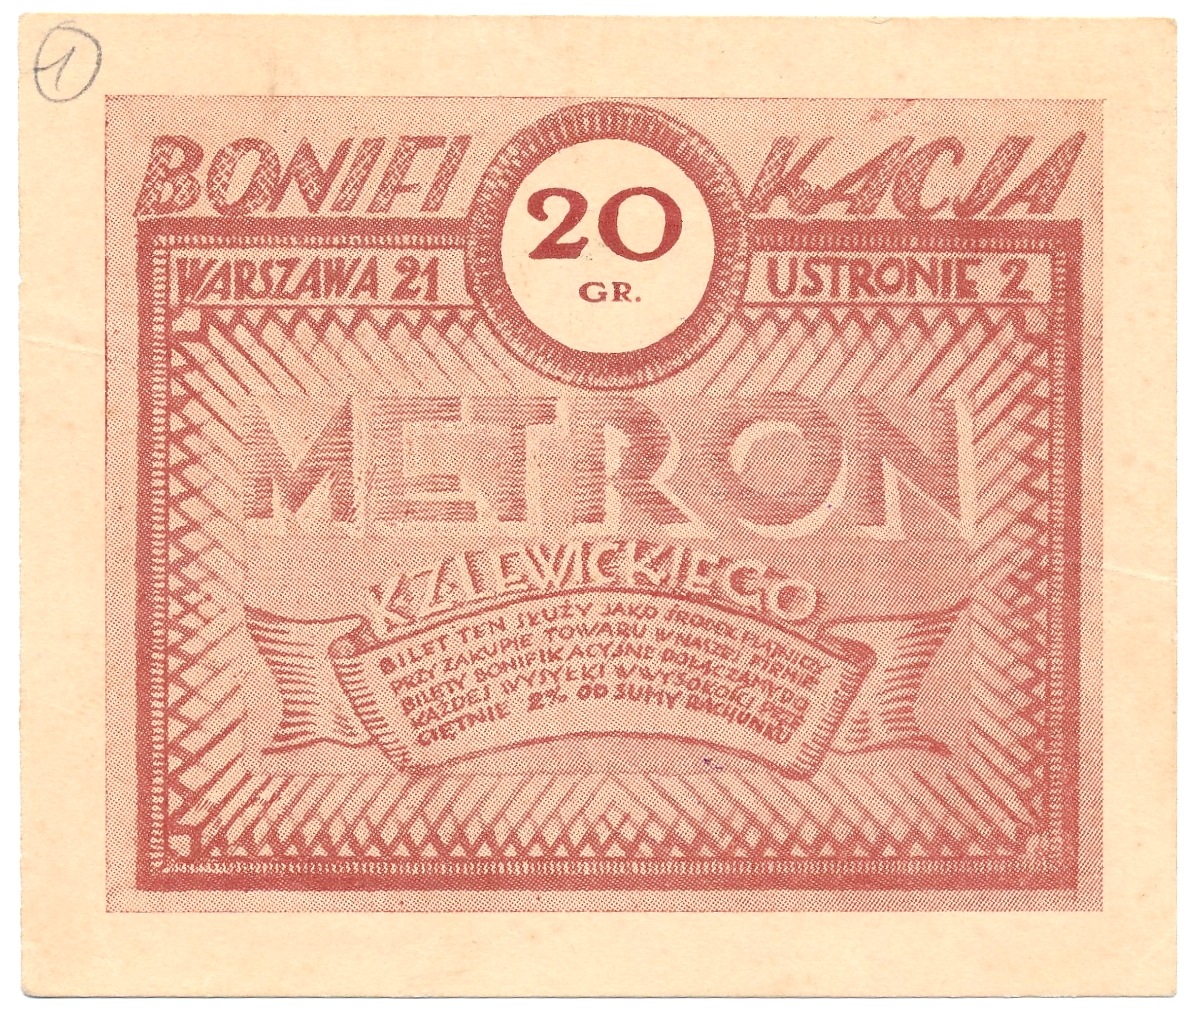 1
BONIFI KACJA
20
GR.
WARSZAWA 21 USTRONIE 2
METRON
K. ZALEWICKIEGO
BILET TEN SŁUŻY JAKO ŚRODEK PŁATNICZY
PRZY ZAKUPIE TOWARU W NASZEJ FIRMIE
BILETY BONIFIKACYJNE DOŁĄCZAMY DO
KAŻDEJ WYSYŁKI W WYSOKOŚCI PRZE
CIĘTNIE 2% OD SUMY RACHUNKU